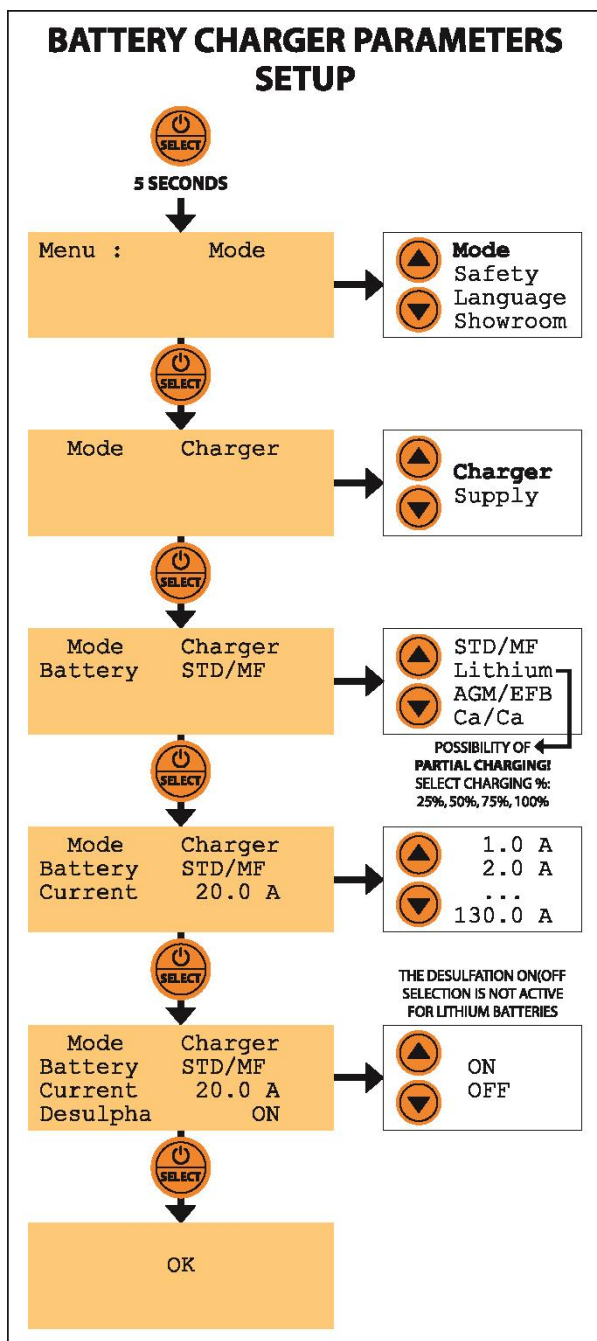 BATTERY CHARGER PARAMETERS
SETUP
SELECT
5 SECONDS
Menu : Mode
Mode
Safety
Language
Showroom
SELECT
Mode Charger
Charger
Supply
SELECT
Mode Charger
Battery STD/MF
STD/MF
Lithium
AGM/EFB
Ca/Ca
POSSIBILITY OF
PARTIAL CHARGING!
SELECT CHARGING %:
25%, 50%, 75%, 100%
SELECT
Mode Charger
Battery STD/MF
Current 20.0 A
1.0 A
2.0 A
...
130.0 A
SELECT
THE DESULFATION ON(OFF
SELECTION IS NOT ACTIVE
FOR LITHIUM BATTERIES
Mode Charger
Battery STD/MF
Current 20.0 A
Desulpha ON
ON
OFF
SELECT
OK